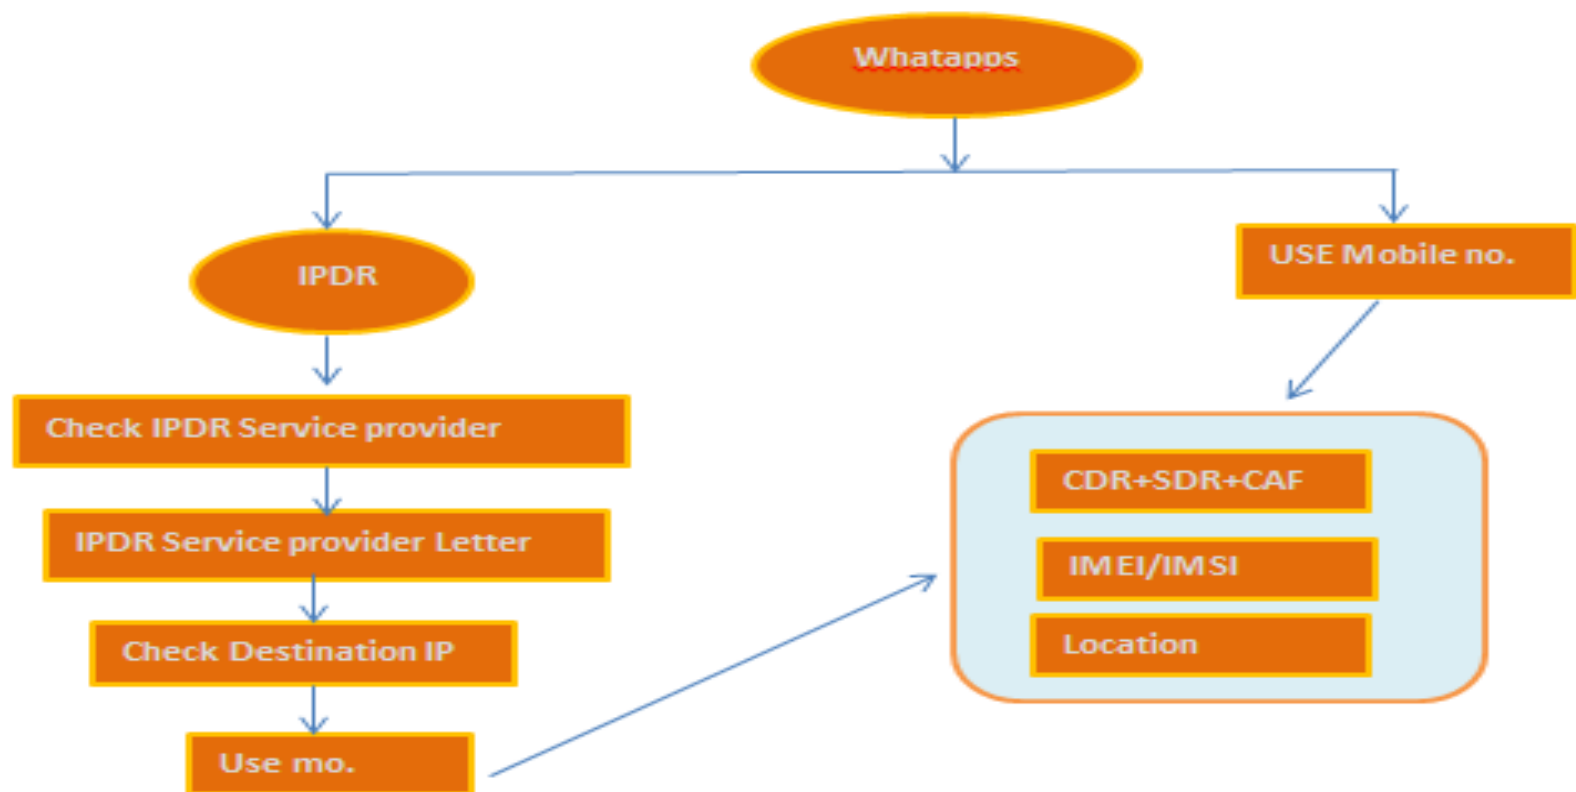 Whatapps
IPDR
USE Mobile no.
Check IPDR Service provider
CDR+SDR+CAF
IPDR Service provider Letter
IMEI/IMSI
Check Destination IP
Location
Use mo.